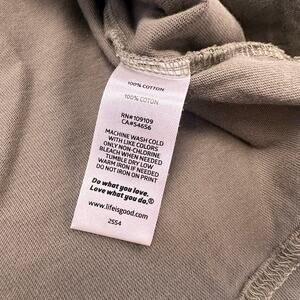 100% COTTON
100% COTON
RN#109109
CA#54656
MACHINE WASH COLD
WITH LIKE COLORS
ONLY NON-CHLORINE
BLEACH WHEN NEEDED
TUMBLE DRY LOW
WARM IRON IF NEEDED
DO NOT IRON ON PRINT
Do what you love.
Love what you do.®
www.lifeisgood.com
2554